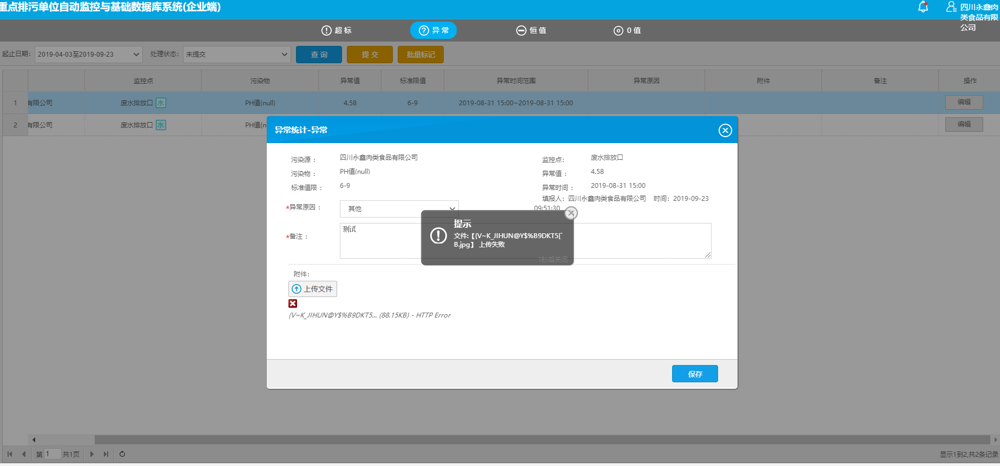 重点排污单位自动监控与基础数据库系统(企业端)
四川永鑫肉
类食品有限
公司
超 标
异 常
恒 值
0 值
起止日期:
2019-04-03至2019-09-23
处理状态:
未提交
查 询
提 交
批量标记
监控点
污染物
异常值
标准限值
异常时间范围
异常原因
附件
备注
操作
1
有限公司
废水排放口 水
PH值(null)
4.58
6-9
2019-08-31 15:00~2019-08-31 15:00
编辑
2
有限公司
废水排放口 水
PH值(n
编辑
异常统计-异常
污染源 :
四川永鑫肉类食品有限公司
监控点:
废水排放口
污染物 :
PH值(null)
异常值 :
4.58
标准值限 :
6-9
异常时间 :
2019-08-31 15:00
填报人: 四川永鑫肉类食品有限公司 时间: 2019-09-23
09:51:30
*异常原因 :
其他
*备注 :
测试
提示
文件:【{V~K_JIHUN@Y$%B9DKT5[`
B.jpg】 上传失败
1秒后关闭
附件:
上传文件
{V~K_JIHUN@Y$%B9DKT5... (88.15KB) - HTTP Error
保存
第 1 共1页
显示1到2,共2条记录